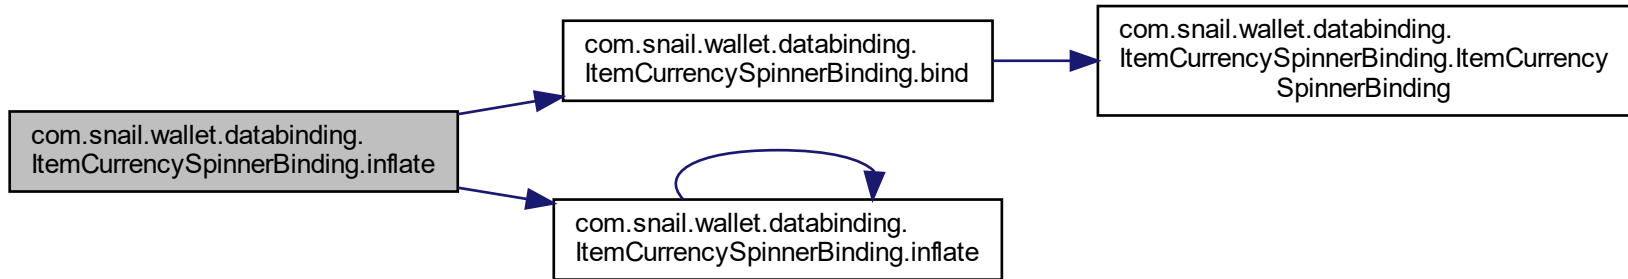 com.snail.wallet.databinding.
ItemCurrencySpinnerBinding.inflate
com.snail.wallet.databinding.
ItemCurrencySpinnerBinding.bind
com.snail.wallet.databinding.
ItemCurrencySpinnerBinding.ItemCurrency
SpinnerBinding
com.snail.wallet.databinding.
ItemCurrencySpinnerBinding.inflate